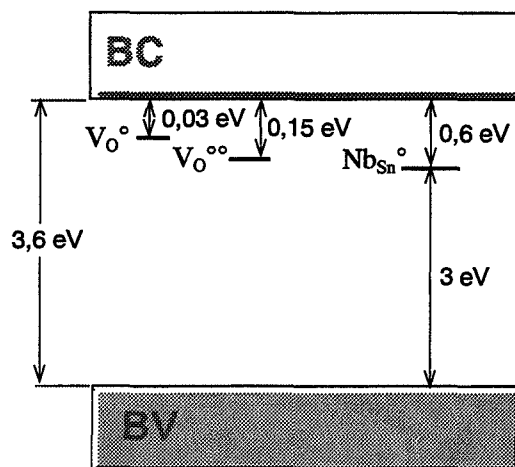 BC
0,03 eV
V_O°
0,15 eV
V_O°°
0,6 eV
Nb_Sn°
3,6 eV
3 eV
BV